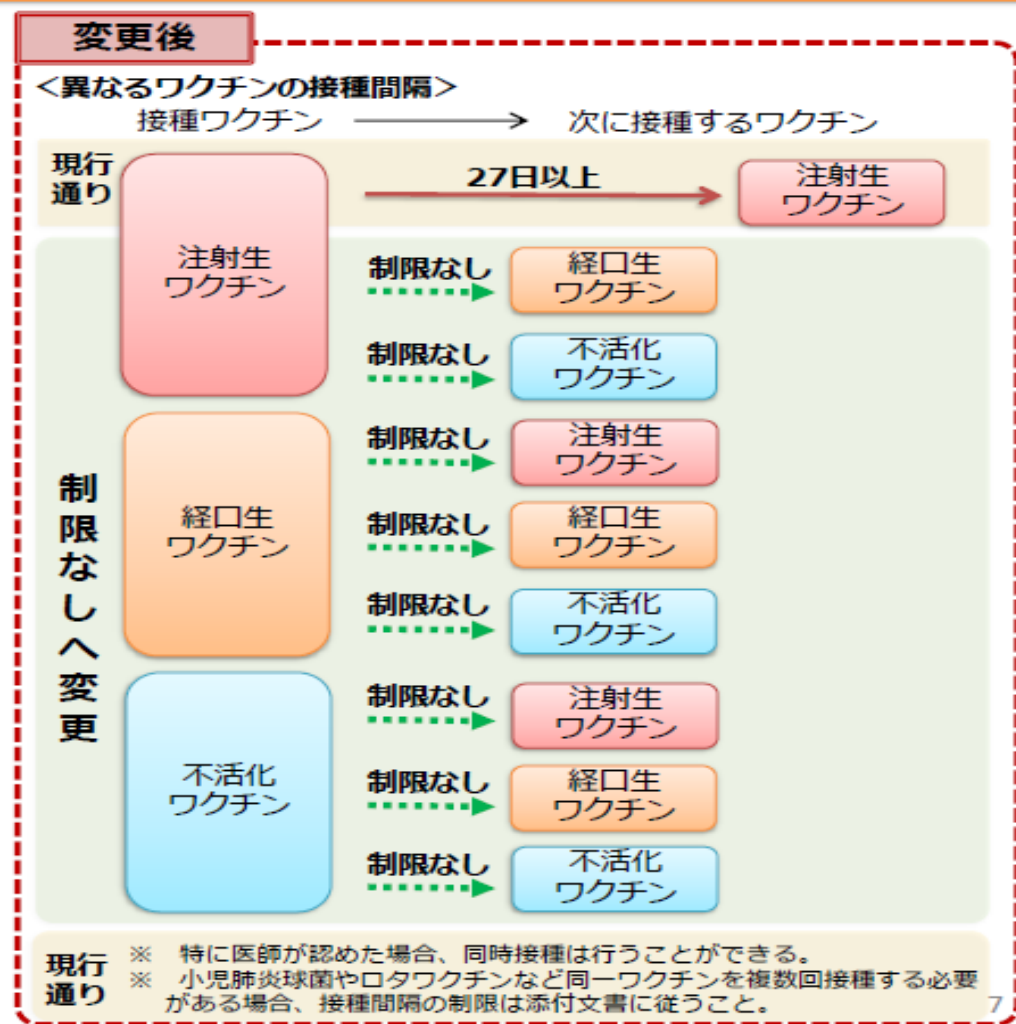 変更後
<異なるワクチンの接種間隔>
接種ワクチン
次に接種するワクチン
現行
通り
注射生
ワクチン
27日以上
注射生
ワクチン
制限なし
経口生
ワクチン
制限なし
不活化
ワクチン
制限なしへ変更
経口生
ワクチン
制限なし
注射生
ワクチン
制限なし
経口生
ワクチン
制限なし
不活化
ワクチン
不活化
ワクチン
制限なし
注射生
ワクチン
制限なし
経口生
ワクチン
制限なし
不活化
ワクチン
現行
通り
※ 特に医師が認めた場合、同時接種は行うことができる。
※ 小児肺炎球菌やロタワクチンなど同一ワクチンを複数回接種する必要
がある場合、接種間隔の制限は添付文書に従うこと。
7